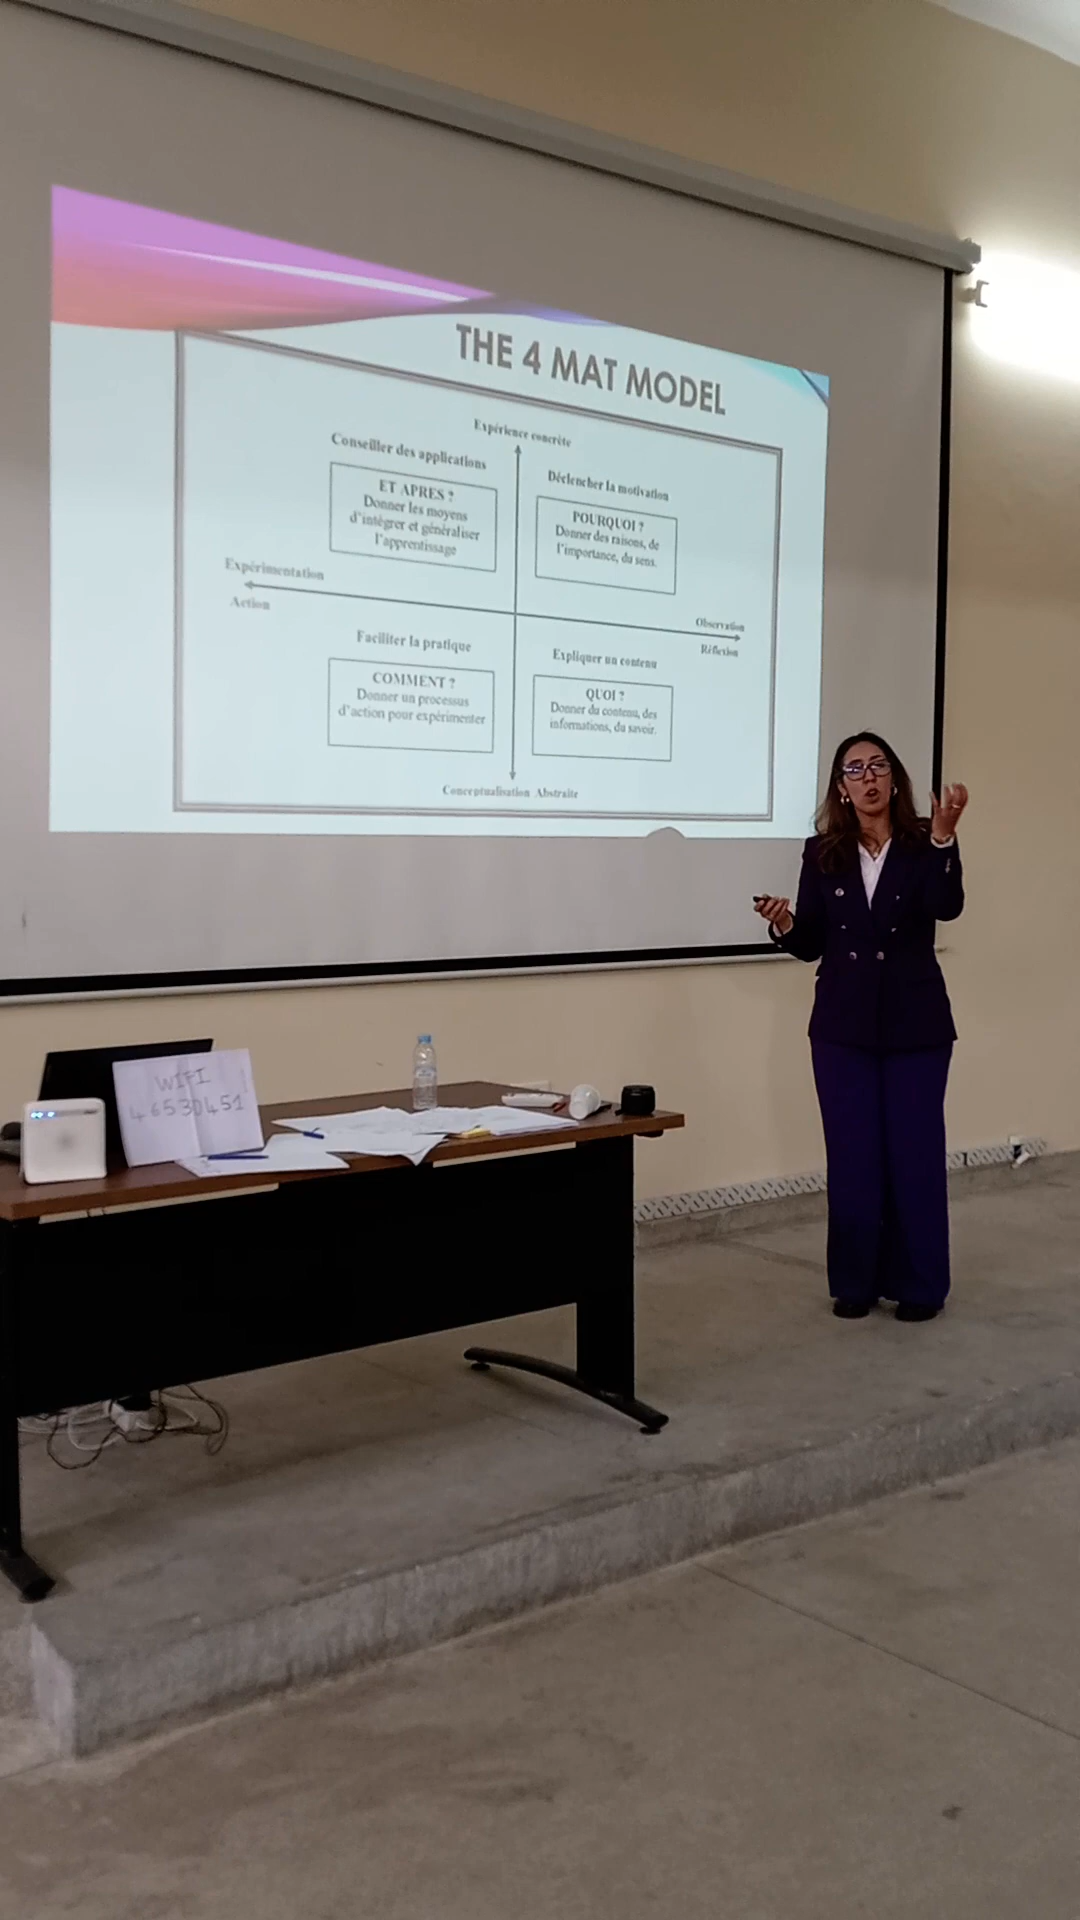 THE 4 MAT MODEL
Expérience concrète
Conseiller des applications
ET APRES ?
Donner les moyens
d'intégrer et généraliser
l'apprentissage
Déclencher la motivation
POURQUOI ?
Donner des raisons, de
l'importance, du sens.
Expérimentation
Action
Observation
Réflexion
Faciliter la pratique
COMMENT ?
Donner un processus
d'action pour expérimenter
Expliquer un contenu
QUOI ?
Donner du contenu, des
informations, du savoir.
Conceptualisation Abstraite
WIFI
46530451